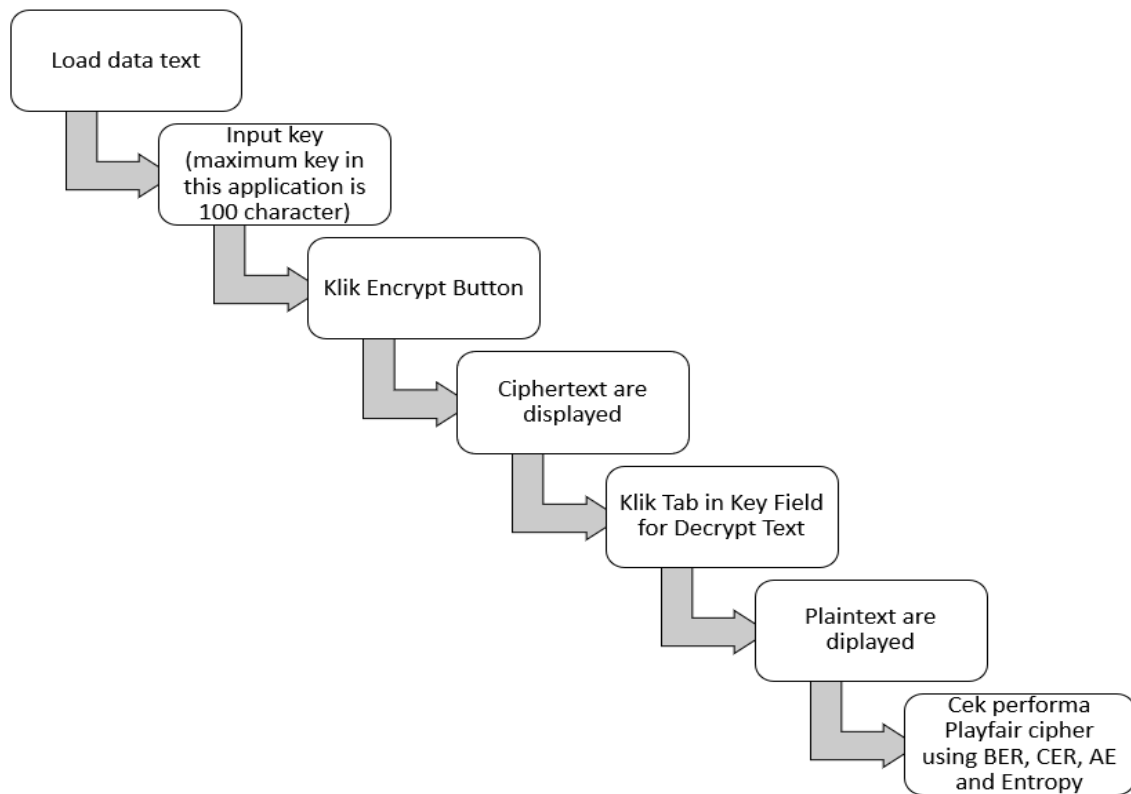 Load data text
Input key
(maximum key in
this application is
100 character)
Klik Encrypt Button
Ciphertext are
displayed
Klik Tab in Key Field
for Decrypt Text
Plaintext are
diplayed
Cek performa
Playfair cipher
using BER, CER, AE
and Entropy